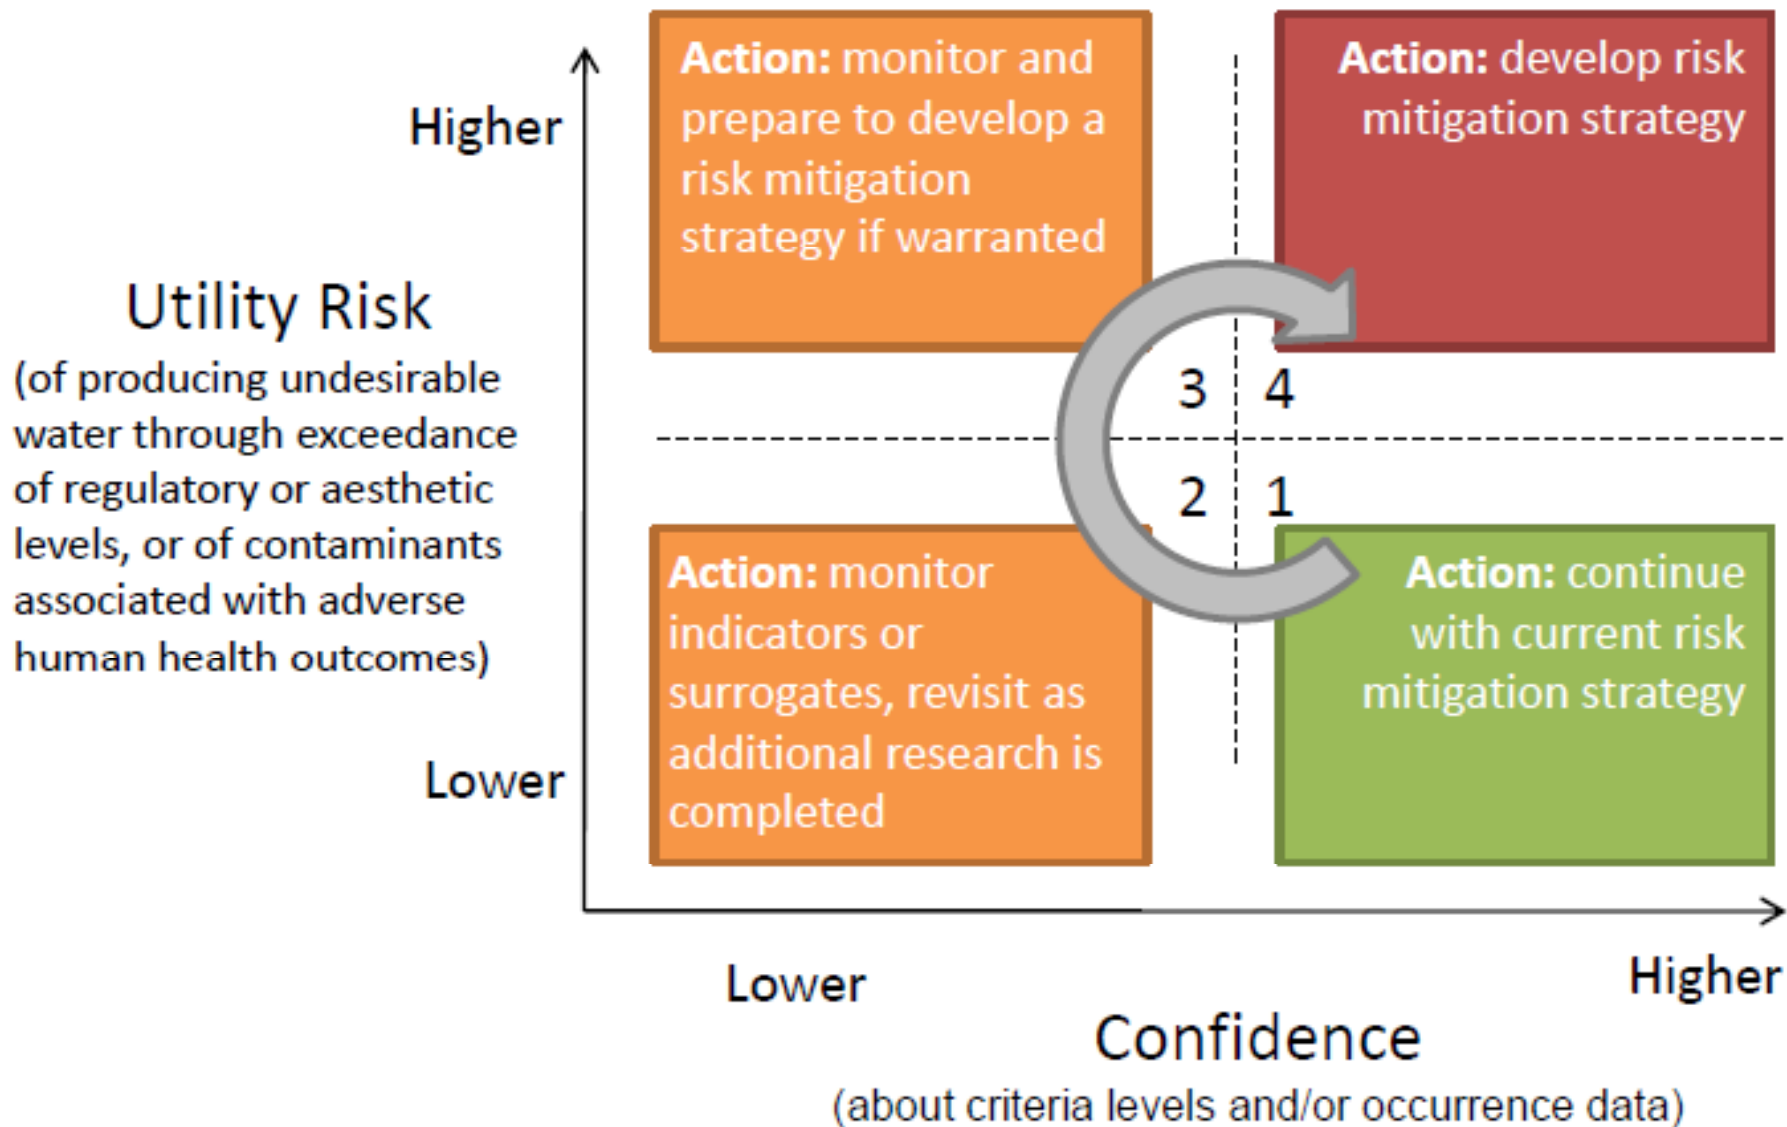 Higher
Utility Risk
(of producing undesirable
water through exceedance
of regulatory or aesthetic
levels, or of contaminants
associated with adverse
human health outcomes)
Lower
Action: monitor and
prepare to develop a
risk mitigation
strategy if warranted
Action: develop risk
mitigation strategy
3
4
2
1
Action: monitor
indicators or
surrogates, revisit as
additional research is
completed
Action: continue
with current risk
mitigation strategy
Lower
Higher
Confidence
(about criteria levels and/or occurrence data)